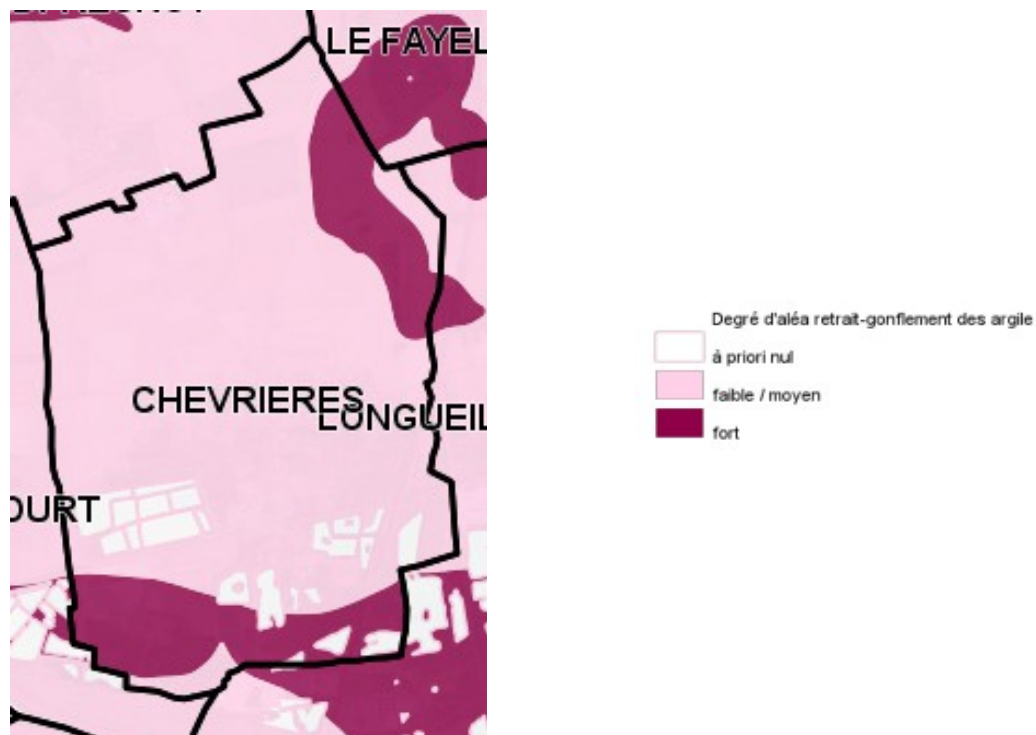 LE FAYEL
CHEVRIERES
LONGUEIL
OURT
Degré d'aléa retrait-gonflement des argile
à priori nul
faible / moyen
fort